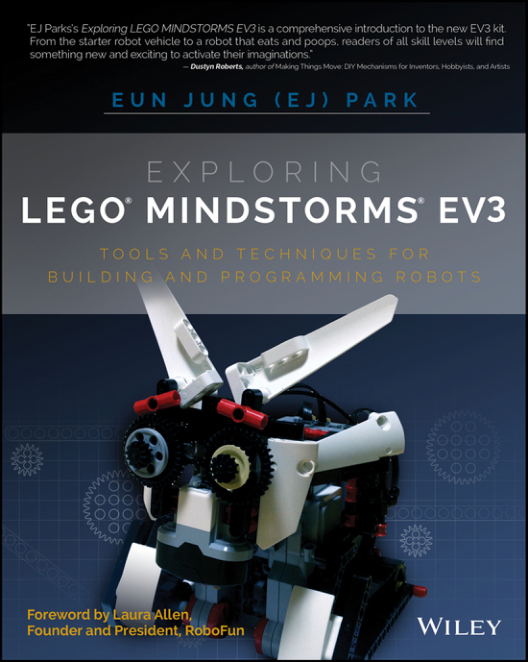 "EJ Parks's Exploring LEGO MINDSTORMS EV3 is a comprehensive introduction to the new EV3 kit.
From the starter robot vehicle to a robot that eats and poops, readers of all skill levels will find
something new and exciting to activate their imaginations."
— Dustyn Roberts, author of Making Things Move: DIY Mechanisms for Inventors, Hobbyists, and Artists
EUN JUNG (EJ) PARK
EXPLORING
LEGO® MINDSTORMS® EV3
TOOLS AND TECHNIQUES FOR
BUILDING AND PROGRAMMING ROBOTS
Foreword by Laura Allen,
Founder and President, RoboFun
WILEY